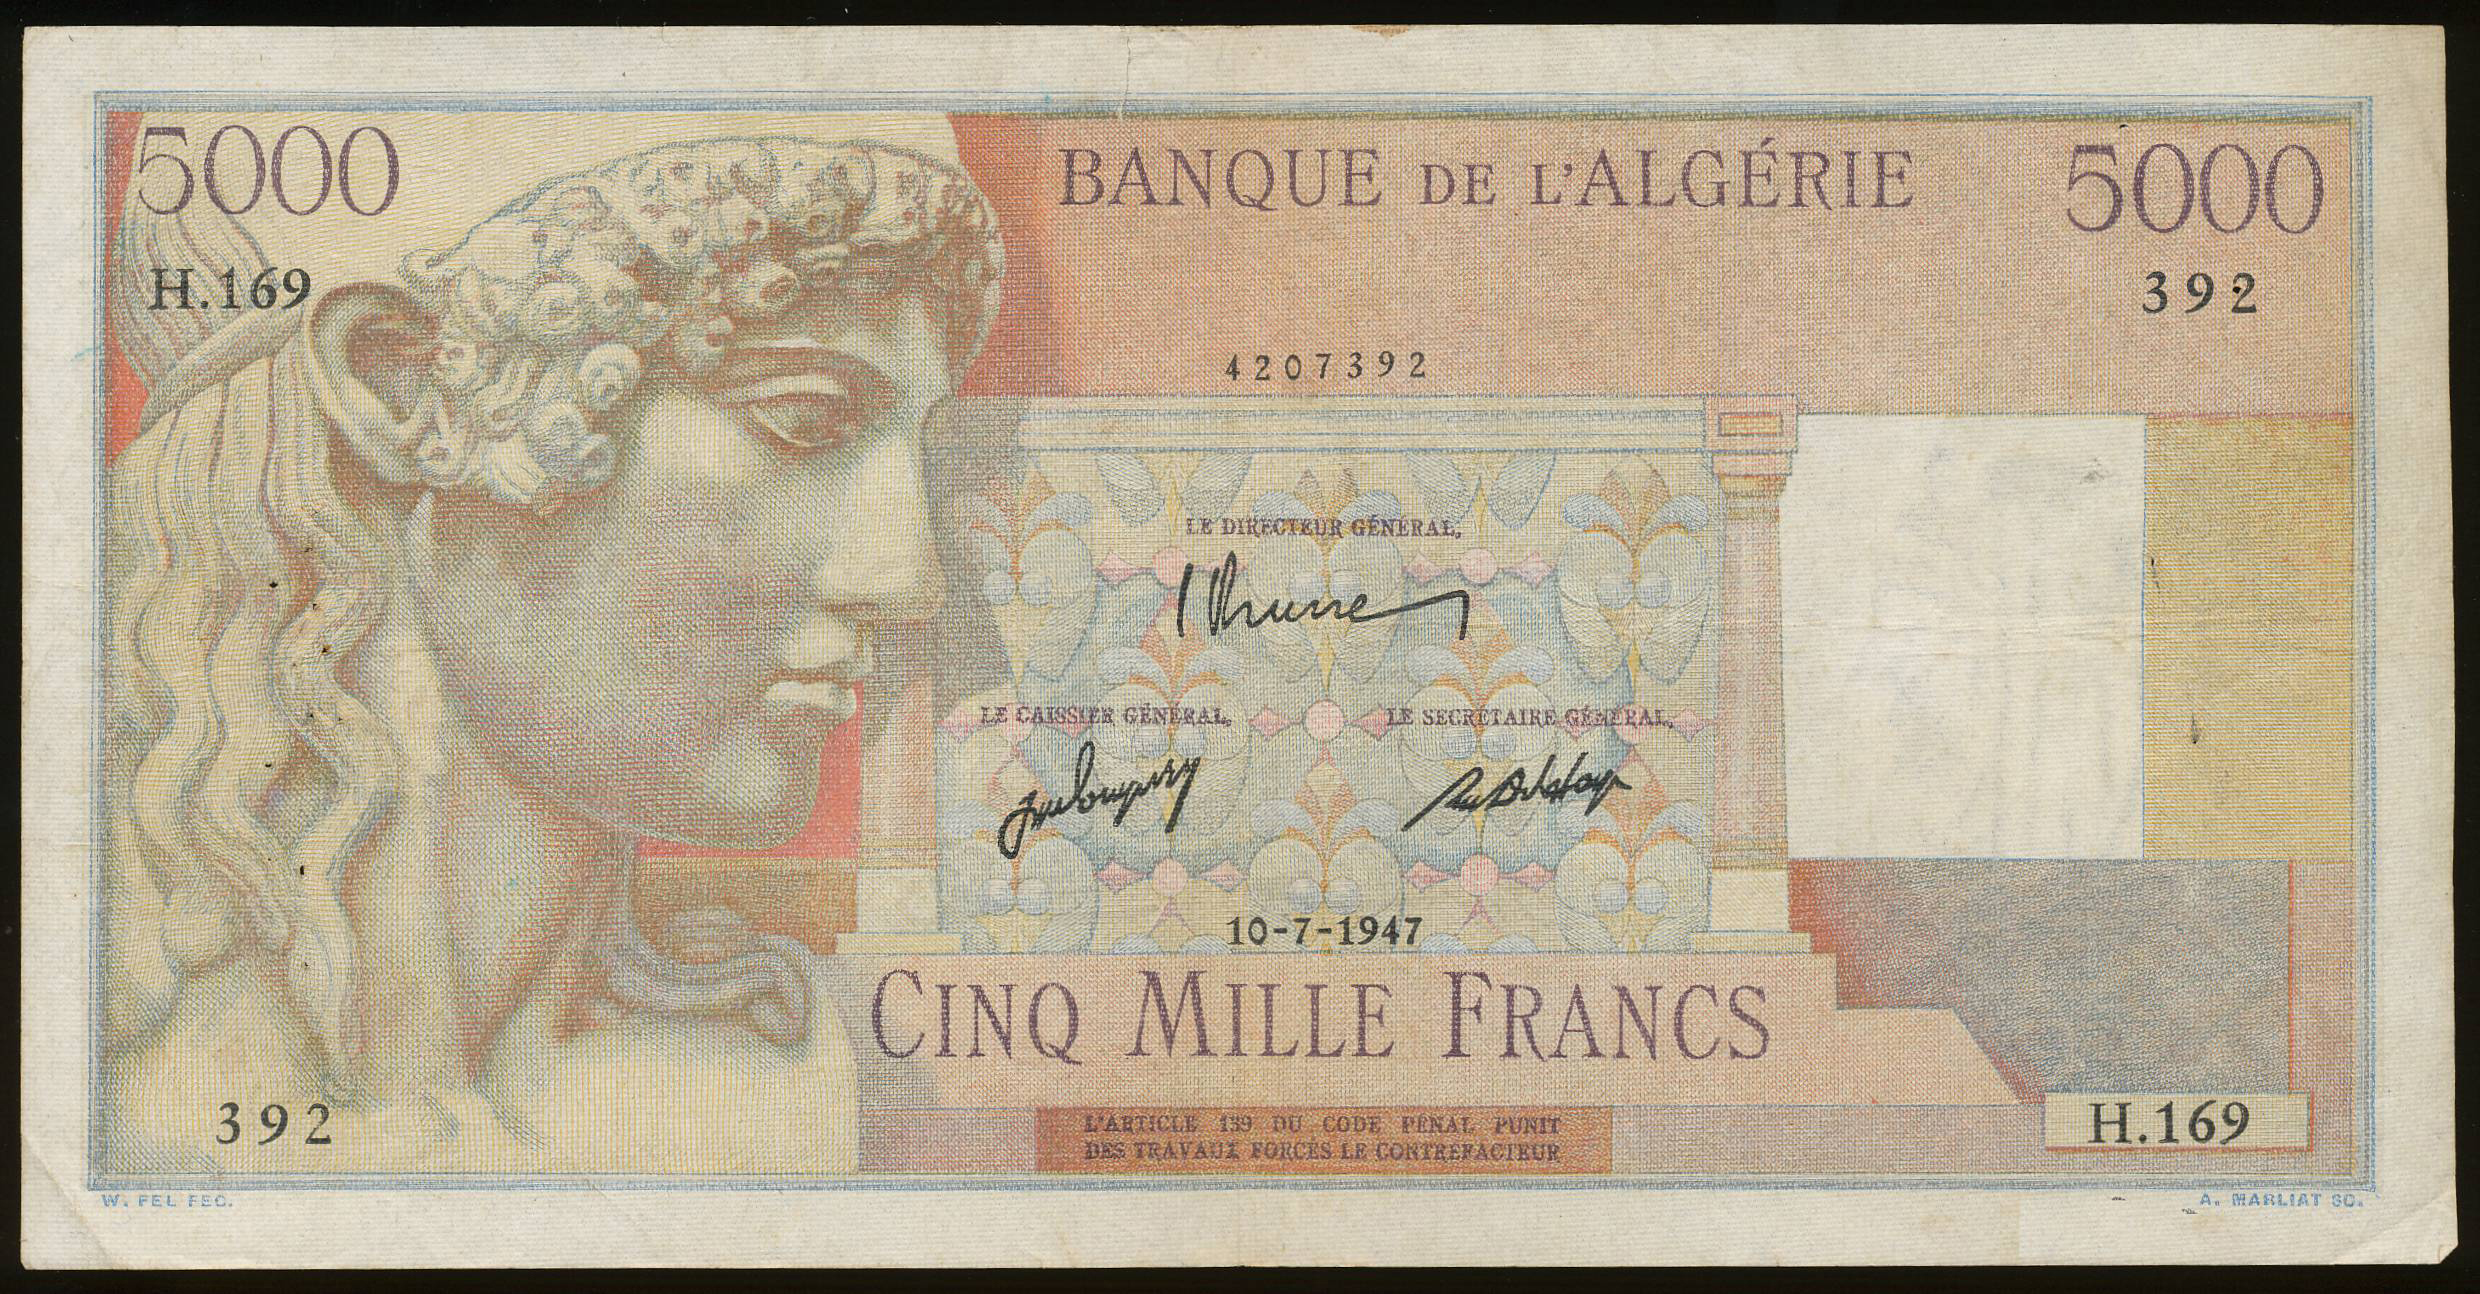 5000
BANQUE DE L'ALGÉRIE
5000
H.169
392
4207392
LE DIRECTEUR GÉNÉRAL,
LE CAISSIER GÉNÉRAL,
LE SECRÉTAIRE GÉNÉRAL,
10-7-1947
CINQ MILLE FRANCS
392
L'ARTICLE 139 DU CODE PÉNAL PUNIT
DES TRAVAUX FORCÉS LE CONTREFACTEUR
H.169
W. FEL FEC.
A. MARLIAT SC.